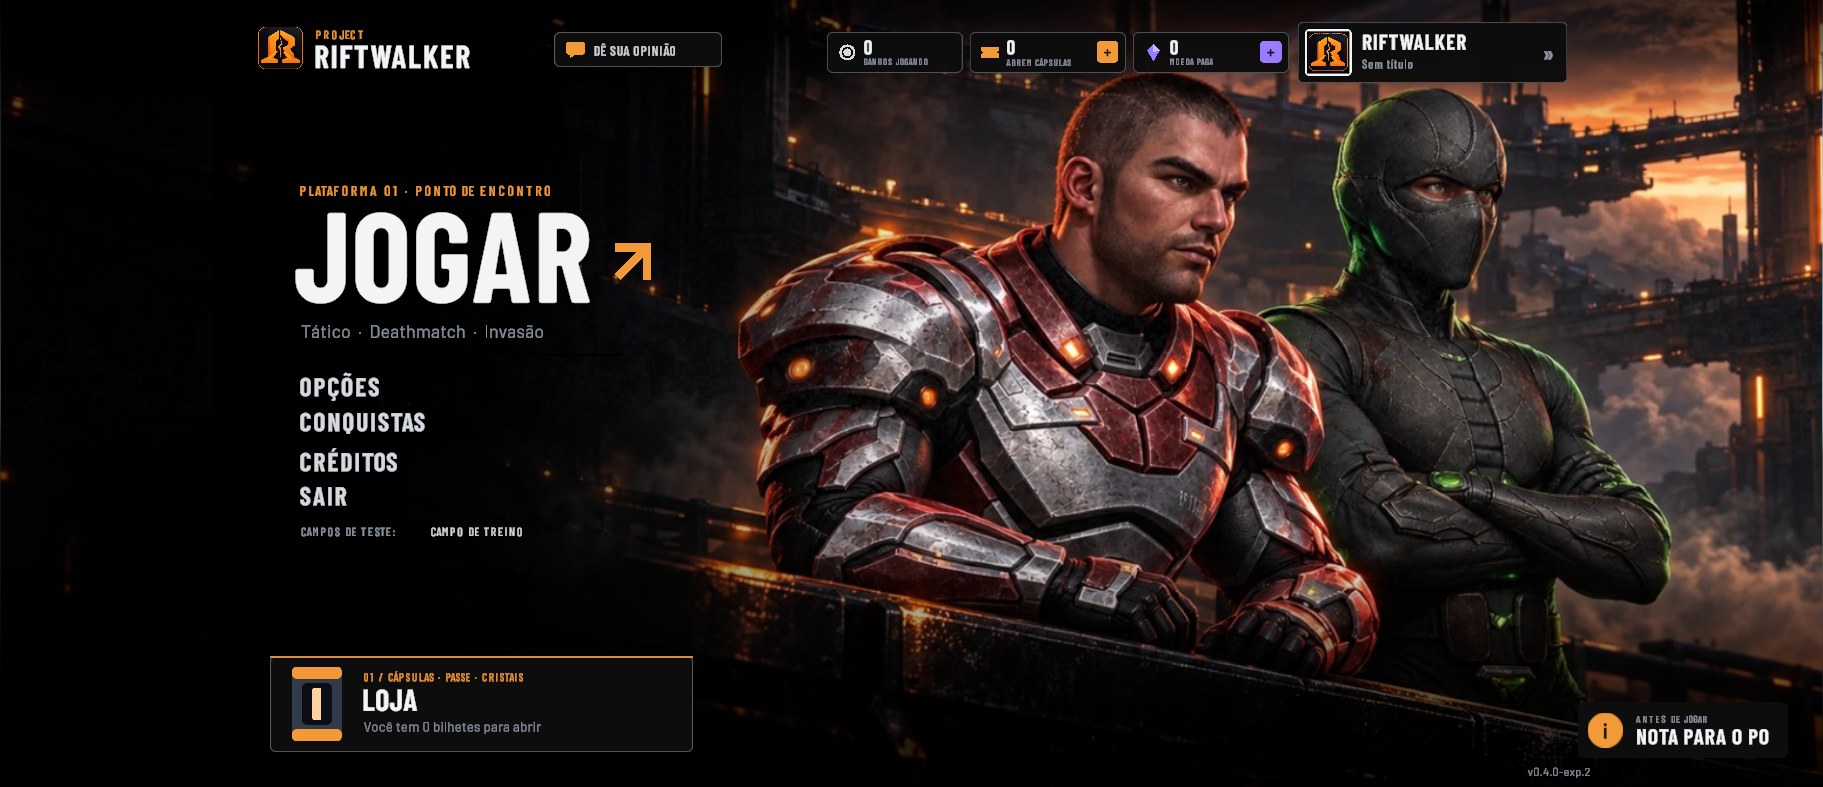 PROJECT
RIFTWALKER
DÊ SUA OPINIÃO
0
GANHOS JOGANDO
0
ABREM CÁPSULAS
+
0
MOEDA PAGA
+
RIFTWALKER
Sem título
»
PLATAFORMA 01 · PONTO DE ENCONTRO
JOGAR
Tático · Deathmatch · Invasão
OPÇÕES
CONQUISTAS
CRÉDITOS
SAIR
CAMPOS DE TESTE: CAMPO DE TREINO
01 / CÁPSULAS · PASSE · CRISTAIS
LOJA
Você tem 0 bilhetes para abrir
i
ANTES DE JOGAR
NOTA PARA O PO
v0.4.0-exp.2